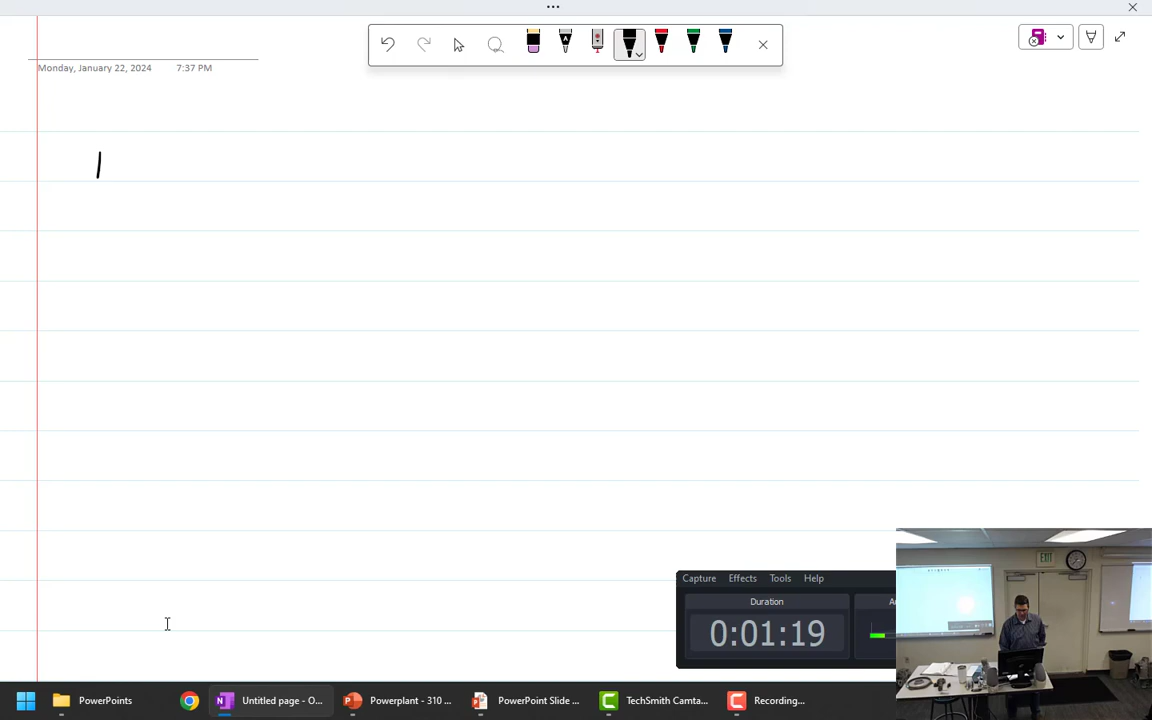 Monday, January 22, 2024 7:37 PM
Capture Effects Tools Help
Duration
0:01:19
EXIT
PowerPoints
Untitled page - O...
Powerplant - 310 ...
PowerPoint Slide ...
TechSmith Camta...
Recording...